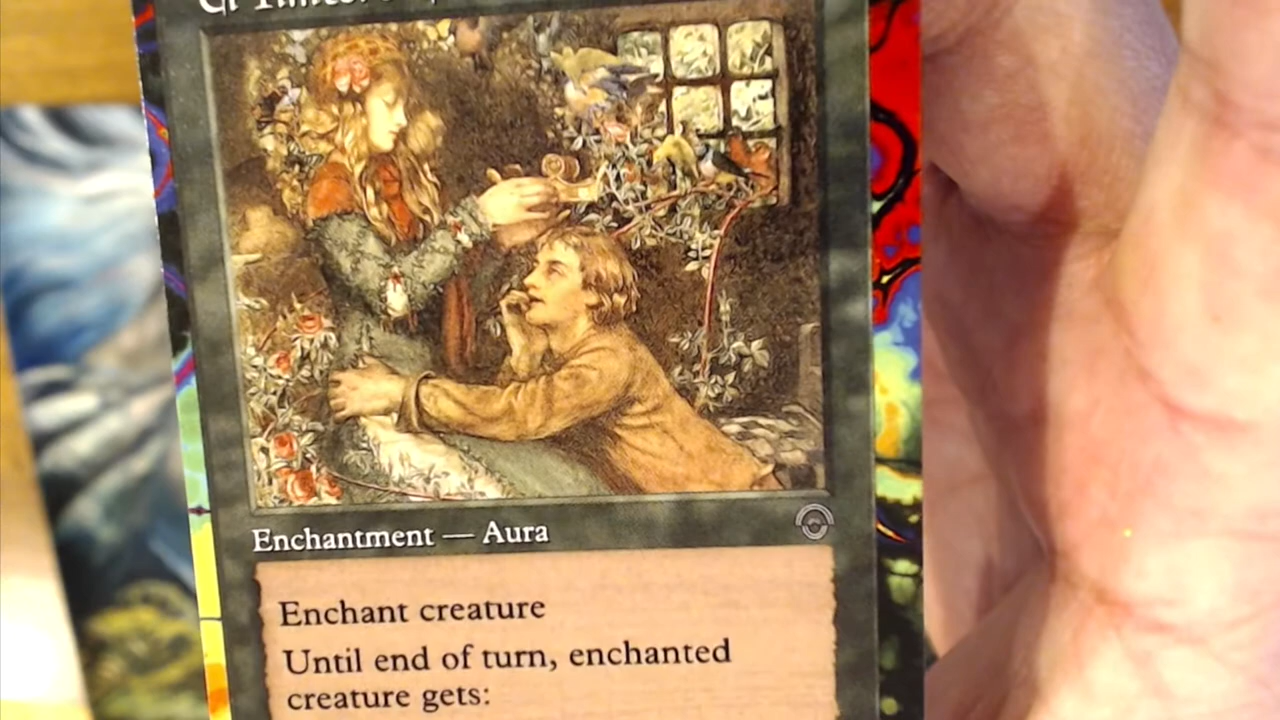 Enchantment — Aura
Enchant creature
Until end of turn, enchanted
creature gets: